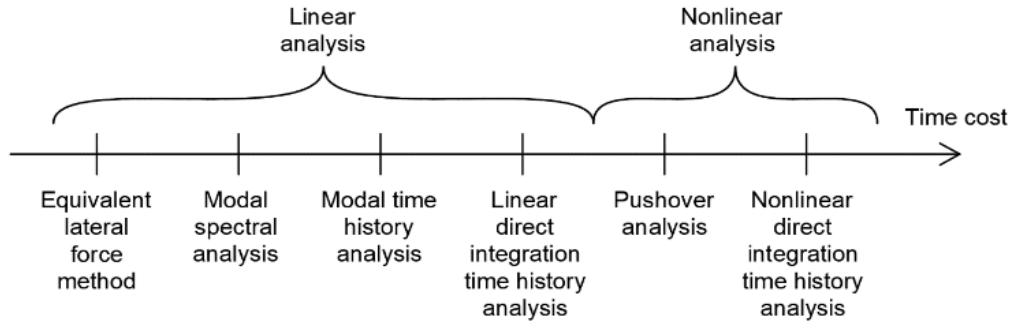 Linear
analysis
Nonlinear
analysis
Time cost
Equivalent
lateral
force
method
Modal
spectral
analysis
Modal time
history
analysis
Linear
direct
integration
time history
analysis
Pushover
analysis
Nonlinear
direct
integration
time history
analysis